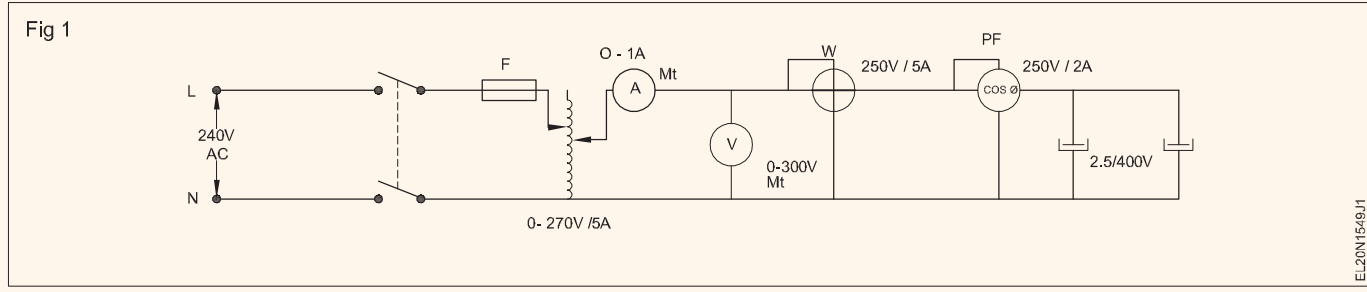 Fig 1
O - 1A
PF
F
W
Mt
250V / 5A
250V / 2A
L
A
COS Ø
240V
AC
V
2.5/400V
0-300V
Mt
N
0- 270V /5A
EL20N1549J1